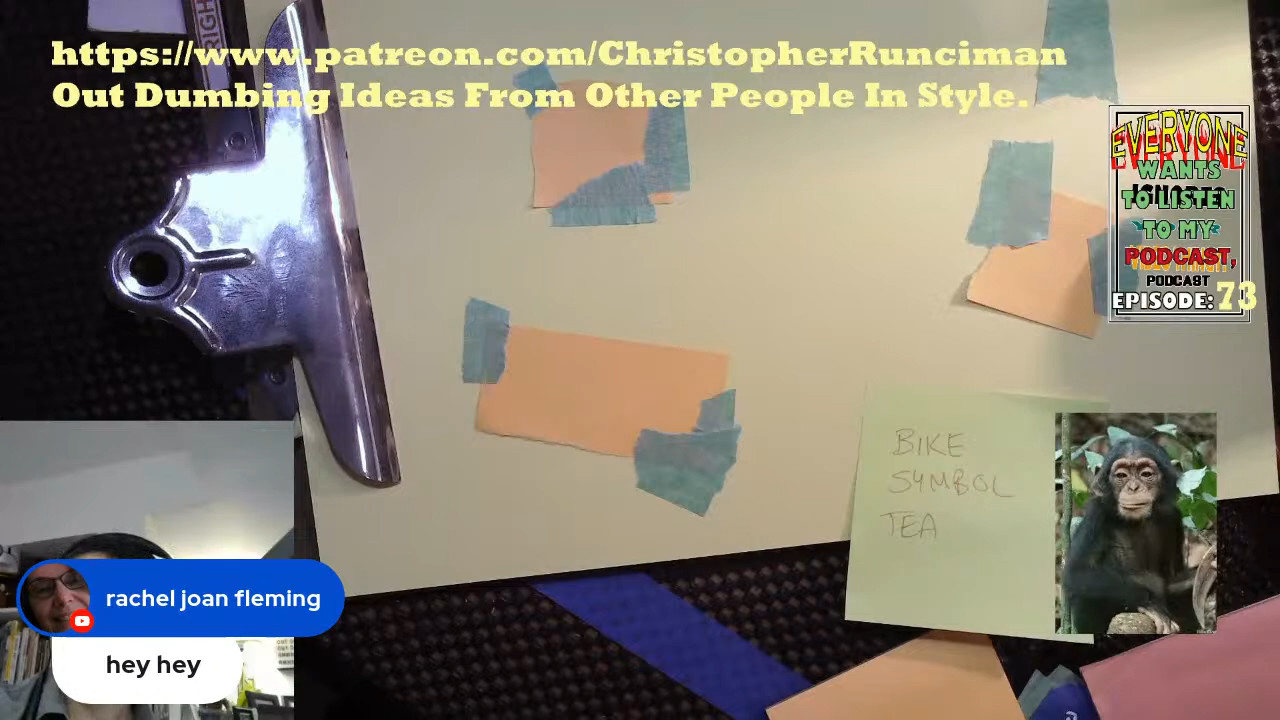 https://www.patreon.com/ChristopherRunciman
Out Dumbing Ideas From Other People In Style.
RIGH
EVERYONE
WANTS
TO LISTEN
TO MY
PODCAST,
PODCAST
EPISODE: 73
BIKE
SYMBOL
TEA
rachel joan fleming
hey hey